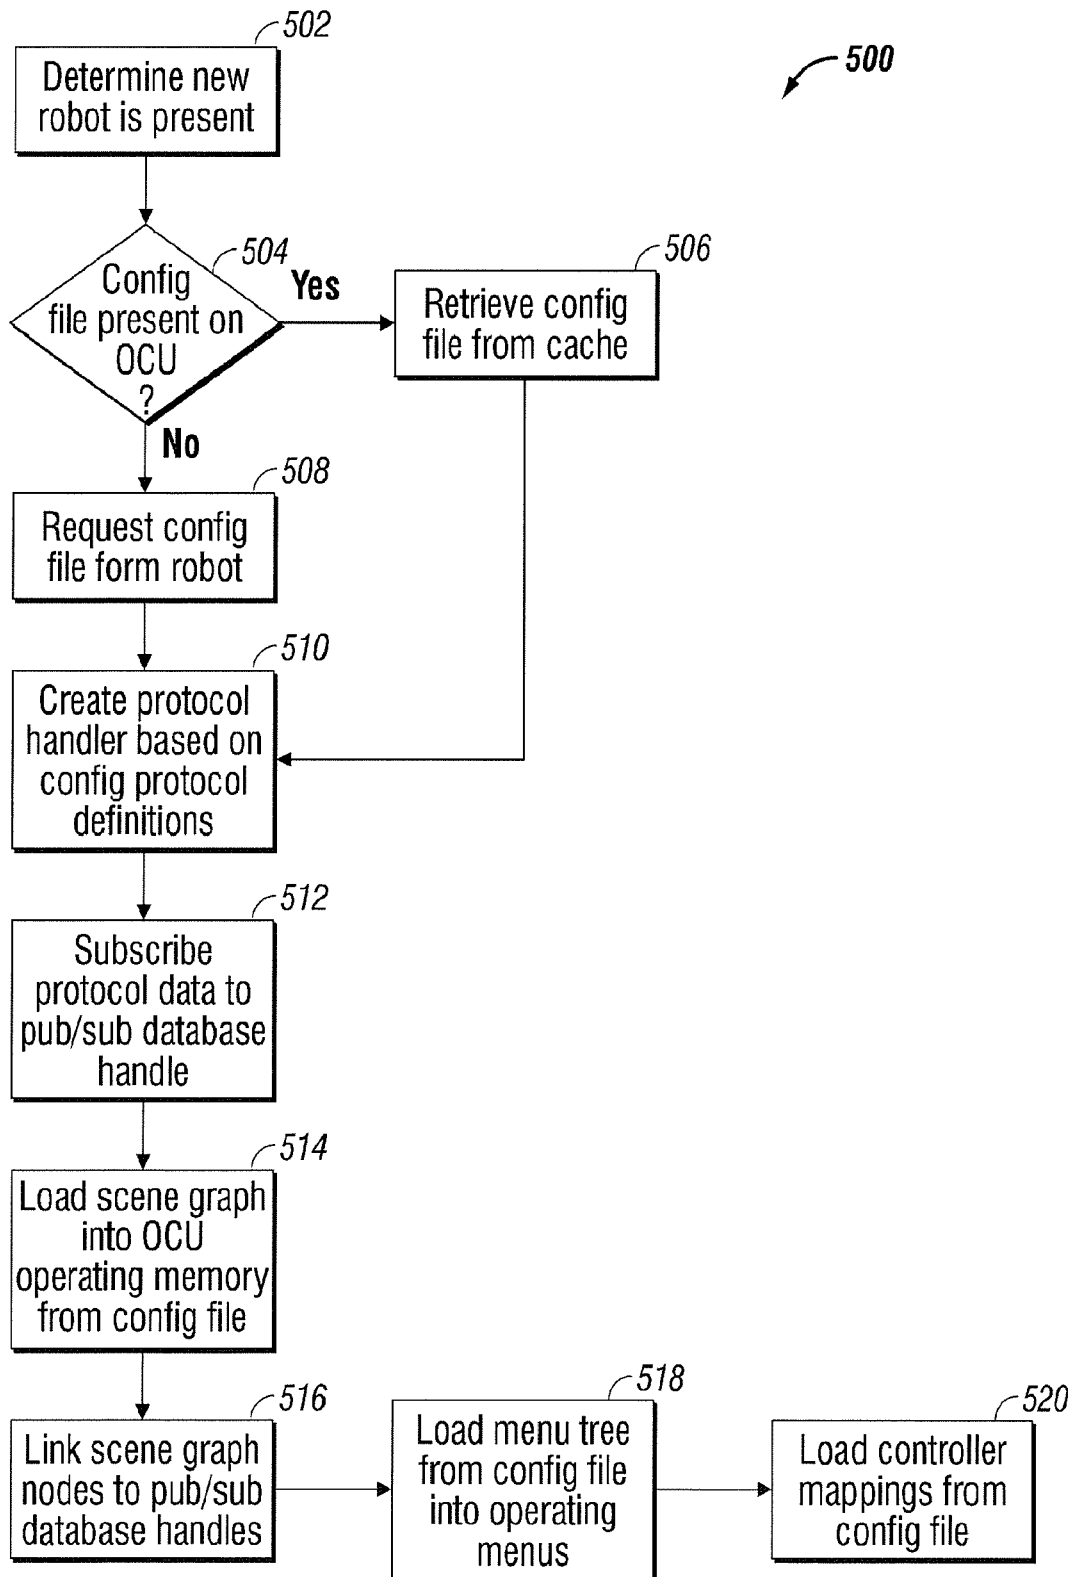 502
500
Determine new
robot is present
504
Config
file present on
OCU
?
Yes
506
Retrieve config
file from cache
No
508
Request config
file form robot
510
Create protocol
handler based on
config protocol
definitions
512
Subscribe
protocol data to
pub/sub database
handle
514
Load scene graph
into OCU
operating memory
from config file
516
Link scene graph
nodes to pub/sub
database handles
518
Load menu tree
from config file
into operating
menus
520
Load controller
mappings from
config file